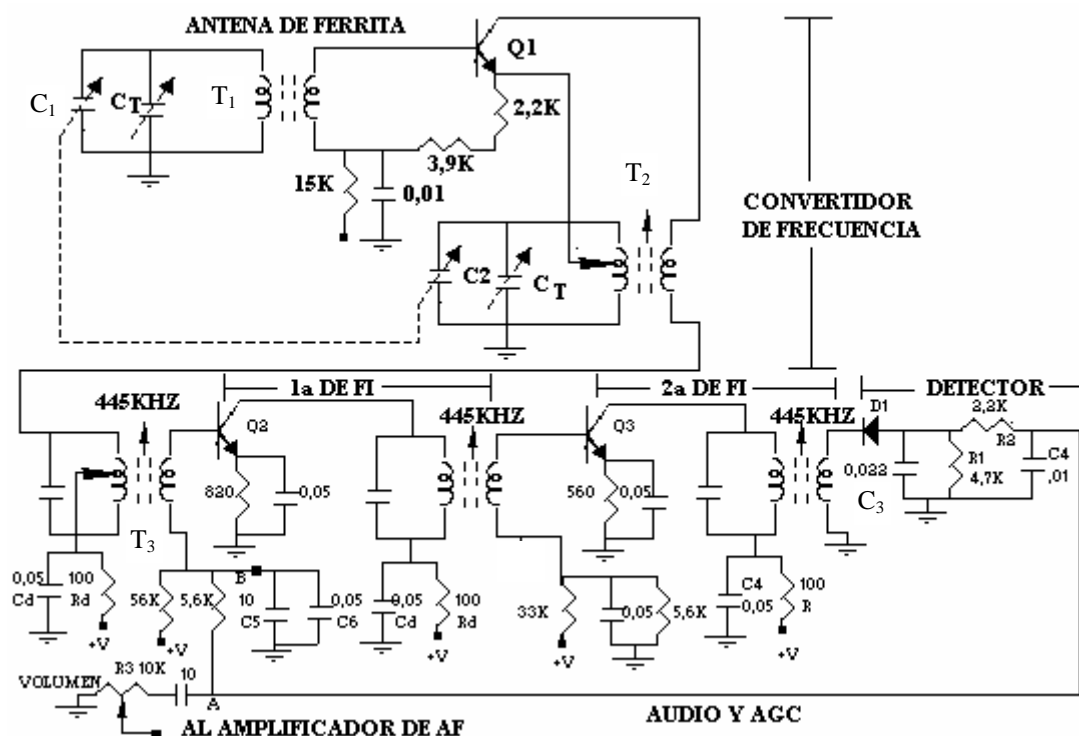 ANTENA DE FERRITA
Q1
C1
CT
T1
2,2K
3,9K
15K
0,01
T2
CONVERTIDOR
DE FRECUENCIA
C2
CT
1a DE FI
2a DE FI
DETECTOR
445KHZ
Q2
445KHZ
Q3
445KHZ
D1
2,2K
R2
820
0,05
560
0,05
0,022
R1
4,7K
C4
,01
C3
T3
0,05
Cd
100
Rd
+V
56K
5,6K
+V
B
10
C5
0,05
C6
0,05
Cd
100
Rd
+V
33K
+V
0,05
5,6K
C4
0,05
100
R
+V
VOLUMEN
R3 10K
10
A
AUDIO Y AGC
AL AMPLIFICADOR DE AF